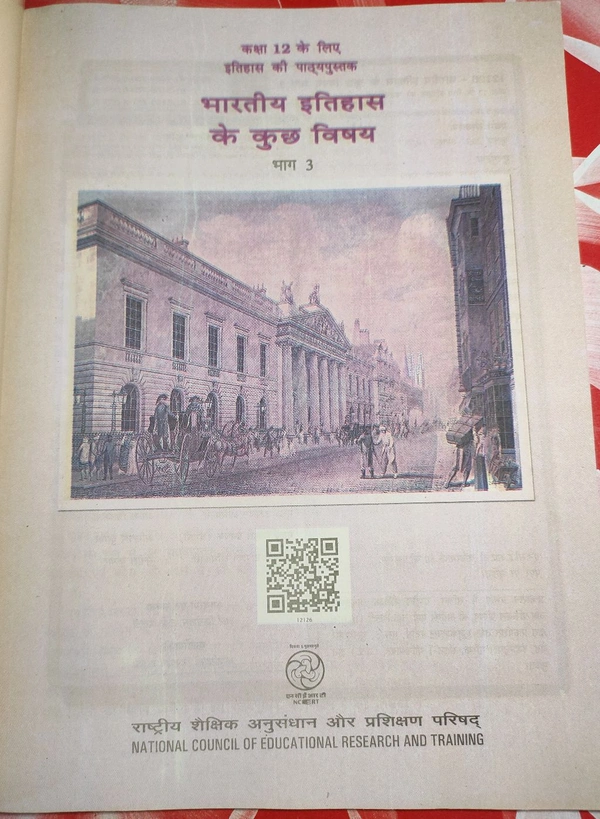 कक्षा 12 के लिए
इतिहास की पाठ्यपुस्तक
भारतीय इतिहास
के कुछ विषय
भाग 3
12126
एन सी ई आर टी
NCERT
राष्ट्रीय शैक्षिक अनुसंधान और प्रशिक्षण परिषद्
NATIONAL COUNCIL OF EDUCATIONAL RESEARCH AND TRAINING